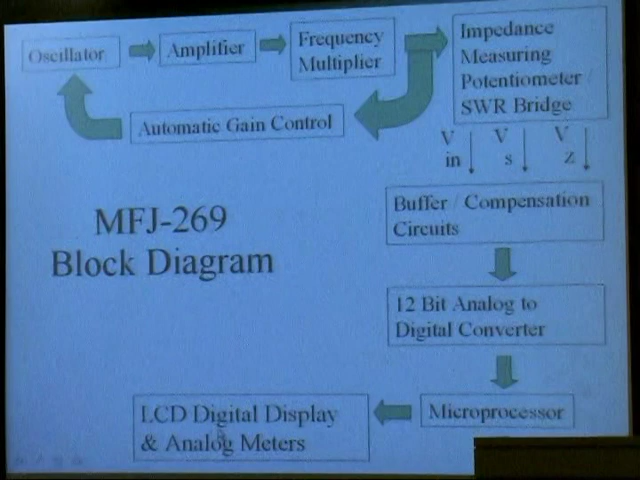 Oscillator
Amplifier
Frequency
Multiplier
Impedance
Measuring
Potentiometer /
SWR Bridge
Automatic Gain Control
V in
V s
V Z
Buffer / Compensation
Circuits
MFJ-269
Block Diagram
12 Bit Analog to
Digital Converter
Microprocessor
LCD Digital Display
& Analog Meters